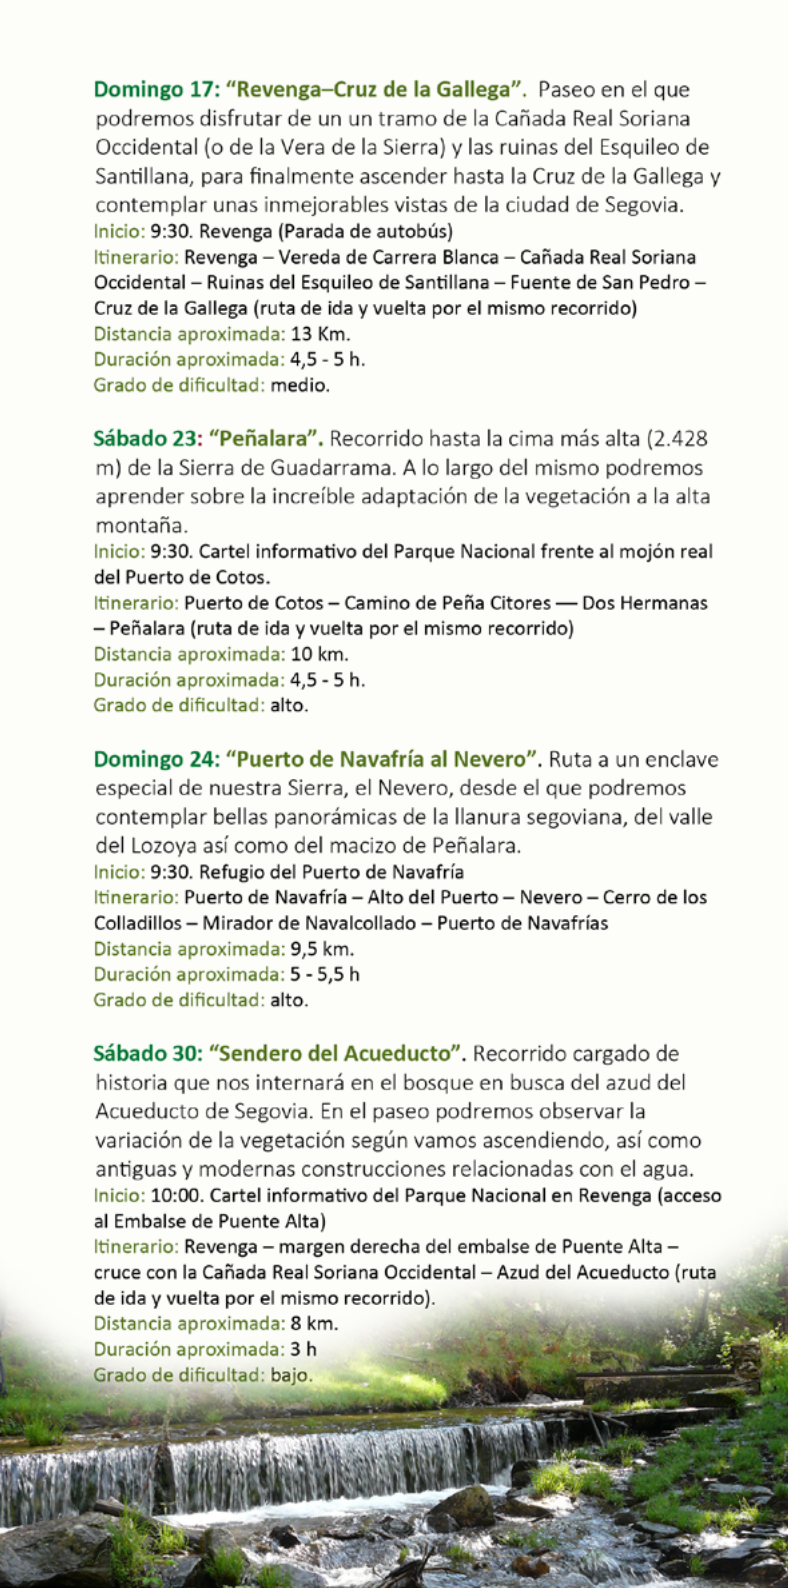 Domingo 17: “Revenga–Cruz de la Gallega”. Paseo en el que
podremos disfrutar de un un tramo de la Cañada Real Soriana
Occidental (o de la Vera de la Sierra) y las ruinas del Esquileo de
Santillana, para finalmente ascender hasta la Cruz de la Gallega y
contemplar unas inmejorables vistas de la ciudad de Segovia.
Inicio: 9:30. Revenga (Parada de autobús)
Itinerario: Revenga – Vereda de Carrera Blanca – Cañada Real Soriana
Occidental – Ruinas del Esquileo de Santillana – Fuente de San Pedro –
Cruz de la Gallega (ruta de ida y vuelta por el mismo recorrido)
Distancia aproximada: 13 Km.
Duración aproximada: 4,5 - 5 h.
Grado de dificultad: medio.
Sábado 23: “Peñalara”. Recorrido hasta la cima más alta (2.428
m) de la Sierra de Guadarrama. A lo largo del mismo podremos
aprender sobre la increíble adaptación de la vegetación a la alta
montaña.
Inicio: 9:30. Cartel informativo del Parque Nacional frente al mojón real
del Puerto de Cotos.
Itinerario: Puerto de Cotos – Camino de Peña Citores — Dos Hermanas
– Peñalara (ruta de ida y vuelta por el mismo recorrido)
Distancia aproximada: 10 km.
Duración aproximada: 4,5 - 5 h.
Grado de dificultad: alto.
Domingo 24: “Puerto de Navafría al Nevero”. Ruta a un enclave
especial de nuestra Sierra, el Nevero, desde el que podremos
contemplar bellas panorámicas de la llanura segoviana, del valle
del Lozoya así como del macizo de Peñalara.
Inicio: 9:30. Refugio del Puerto de Navafría
Itinerario: Puerto de Navafría – Alto del Puerto – Nevero – Cerro de los
Colladillos – Mirador de Navalcollado – Puerto de Navafrías
Distancia aproximada: 9,5 km.
Duración aproximada: 5 - 5,5 h
Grado de dificultad: alto.
Sábado 30: “Sendero del Acueducto”. Recorrido cargado de
historia que nos internará en el bosque en busca del azud del
Acueducto de Segovia. En el paseo podremos observar la
variación de la vegetación según vamos ascendiendo, así como
antiguas y modernas construcciones relacionadas con el agua.
Inicio: 10:00. Cartel informativo del Parque Nacional en Revenga (acceso
al Embalse de Puente Alta)
Itinerario: Revenga – margen derecha del embalse de Puente Alta –
cruce con la Cañada Real Soriana Occidental – Azud del Acueducto (ruta
de ida y vuelta por el mismo recorrido).
Distancia aproximada: 8 km.
Duración aproximada: 3 h
Grado de dificultad: bajo.